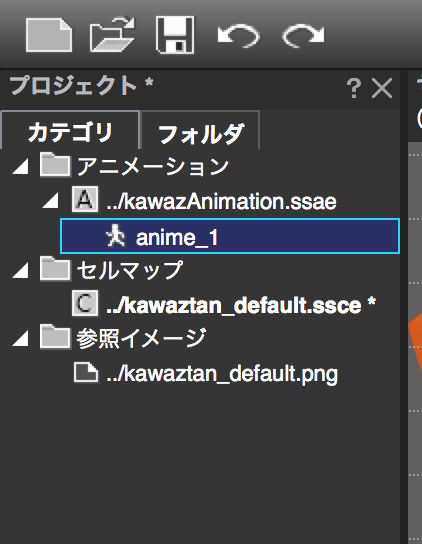 プロジェクト *
カテゴリ
フォルダ
アニメーション
A ../kawazAnimation.ssae
anime_1
セルマップ
C ../kawaztan_default.ssce *
参照イメージ
../kawaztan_default.png